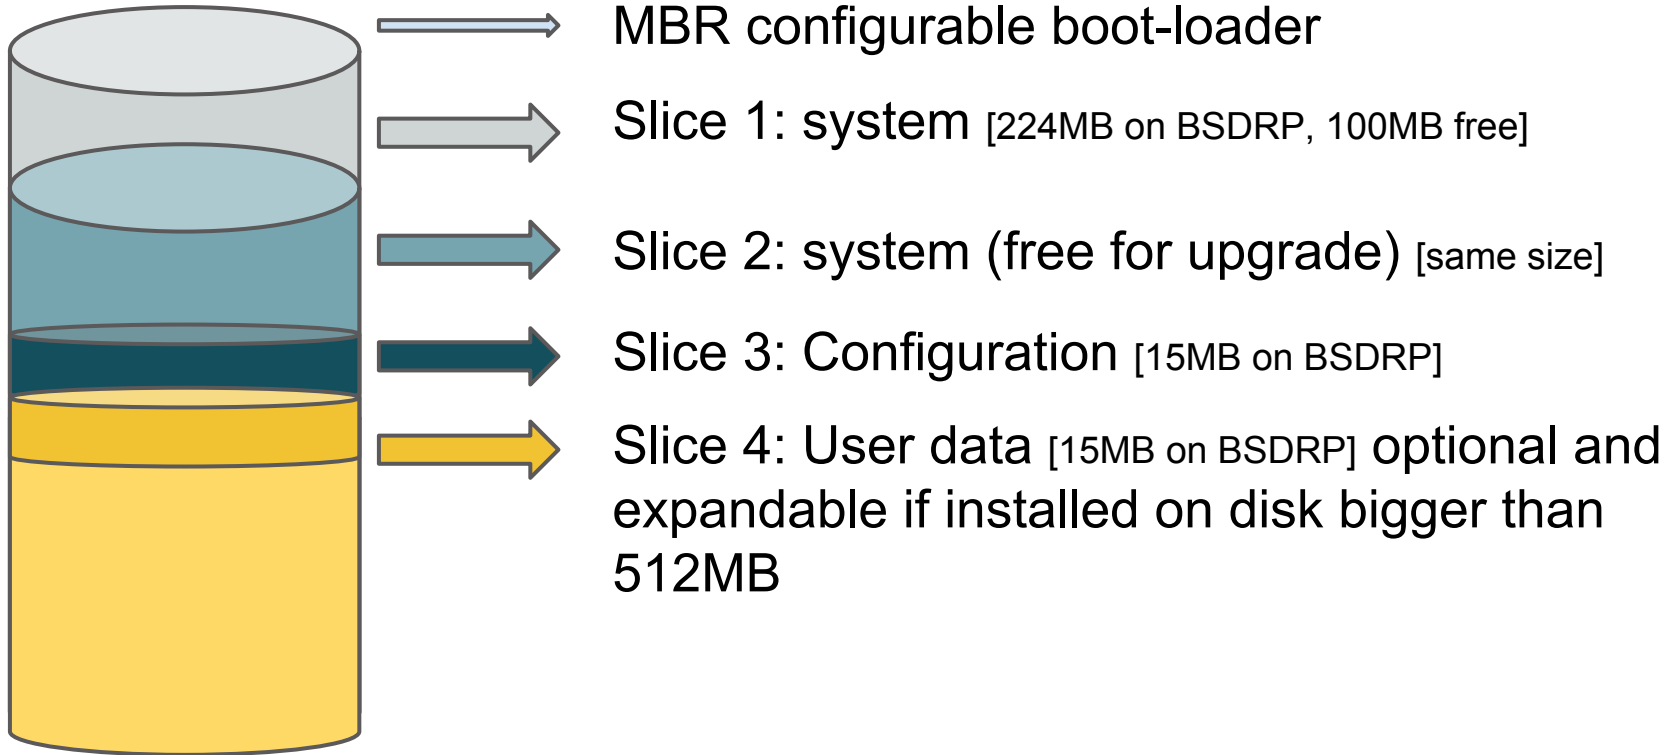 MBR configurable boot-loader
Slice 1: system [224MB on BSDRP, 100MB free]
Slice 2: system (free for upgrade) [same size]
Slice 3: Configuration [15MB on BSDRP]
Slice 4: User data [15MB on BSDRP] optional and
expandable if installed on disk bigger than
512MB